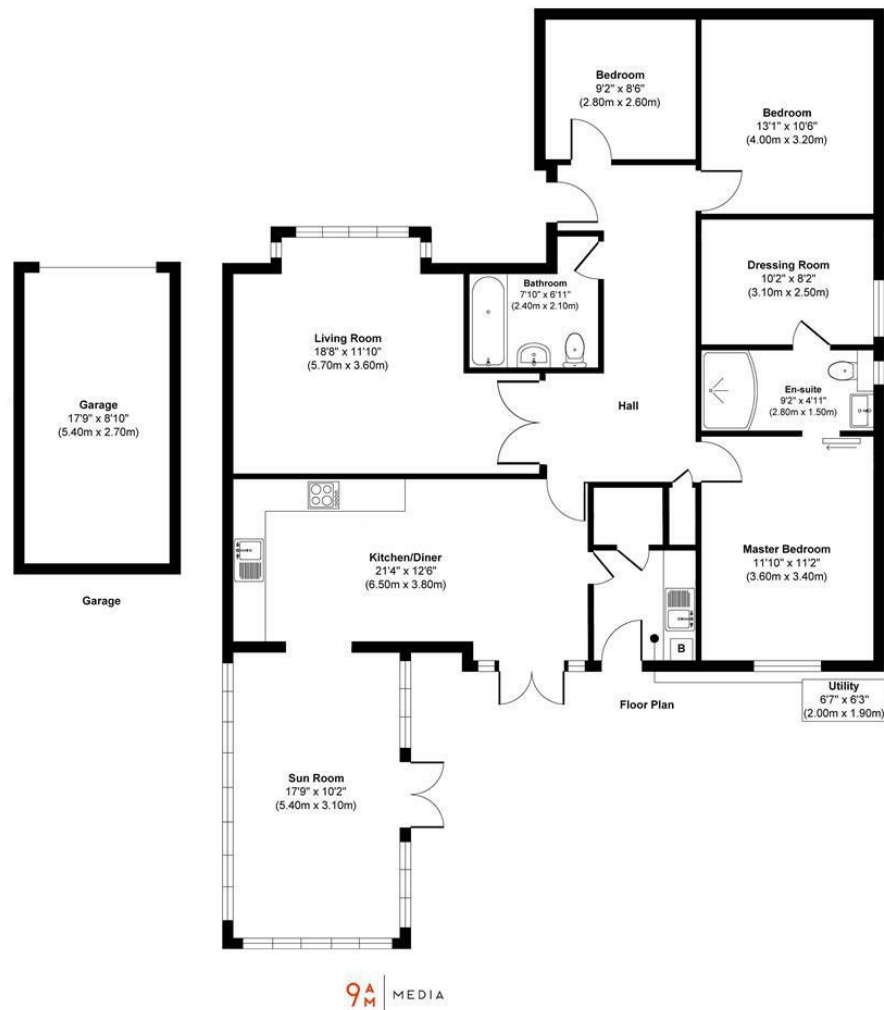 Bedroom
9'2" x 8'6"
(2.80m x 2.60m)
Bedroom
13'1" x 10'6"
(4.00m x 3.20m)
Dressing Room
10'2" x 8'2"
(3.10m x 2.50m)
Bathroom
7'10" x 6'11"
(2.40m x 2.10m)
Living Room
18'8" x 11'10"
(5.70m x 3.60m)
En-suite
9'2" x 4'11"
(2.80m x 1.50m)
Garage
17'9" x 8'10"
(5.40m x 2.70m)
Hall
Kitchen/Diner
21'4" x 12'6"
(6.50m x 3.80m)
Master Bedroom
11'10" x 11'2"
(3.60m x 3.40m)
Garage
B
Utility
6'7" x 6'3"
(2.00m x 1.90m)
Floor Plan
Sun Room
17'9" x 10'2"
(5.40m x 3.10m)
9AM MEDIA